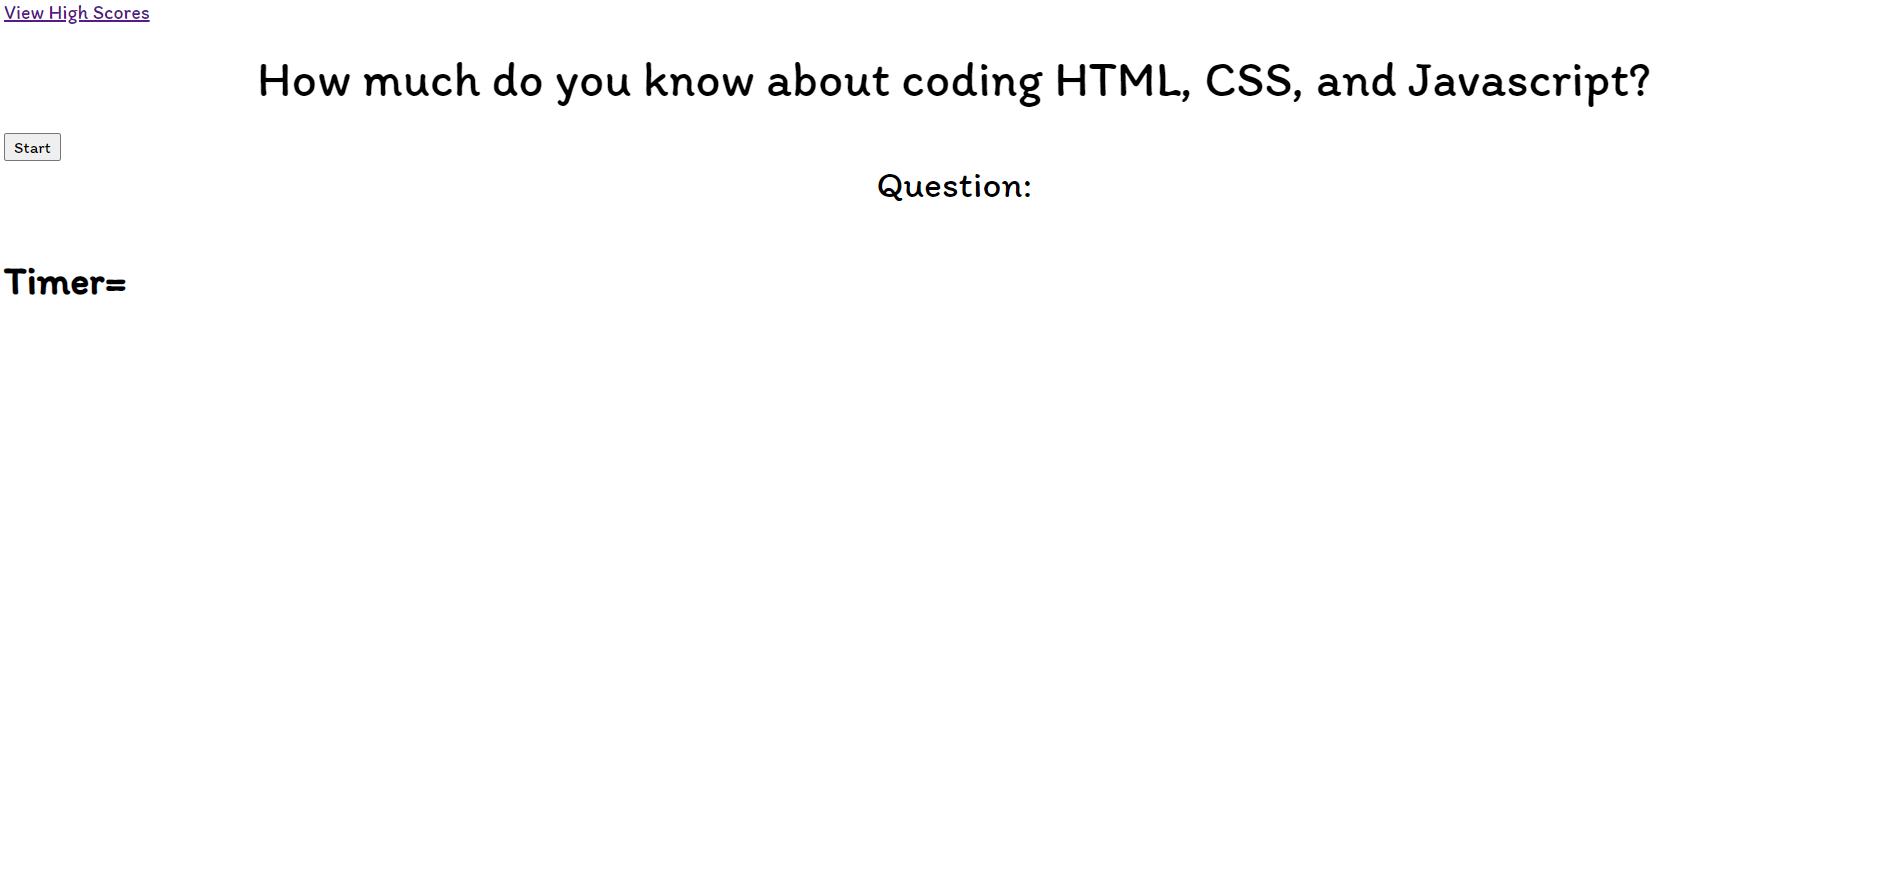 View High Scores
How much do you know about coding HTML, CSS, and Javascript?
Start
Question:
Timer=